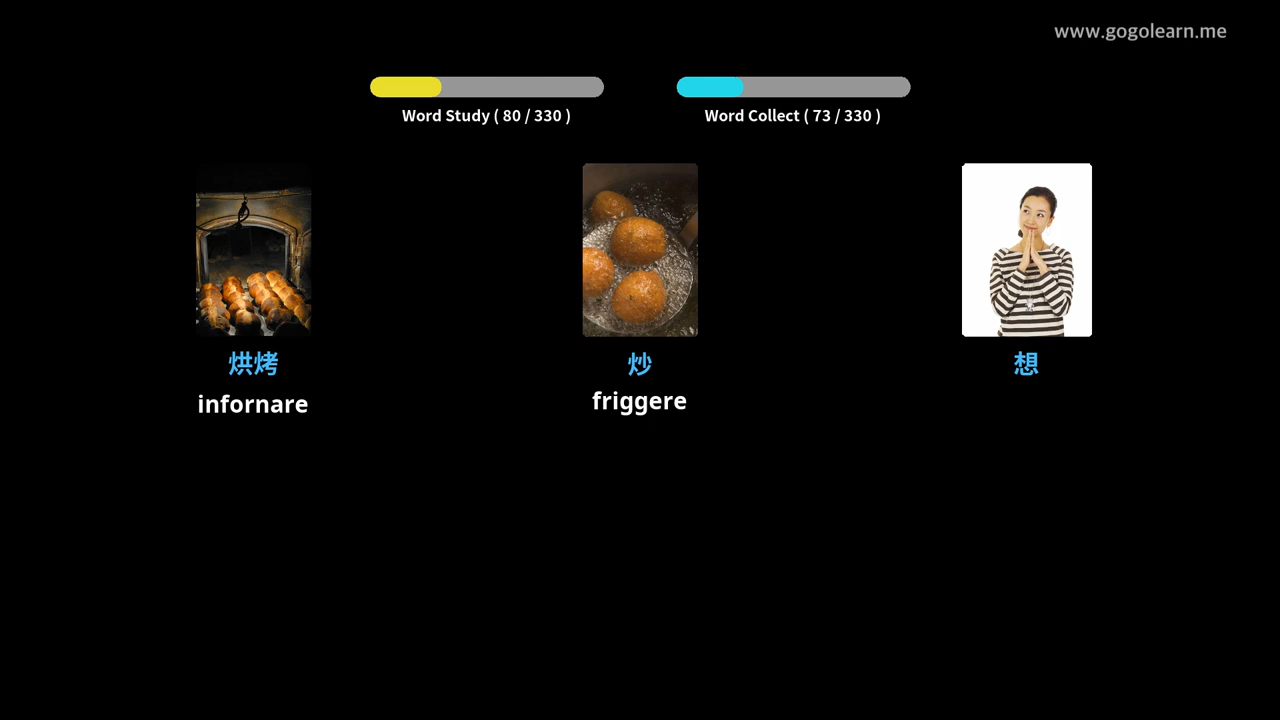 www.gogolearn.me
Word Study ( 80 / 330 )
Word Collect ( 73 / 330 )
烘烤
炒
想
infornare
friggere